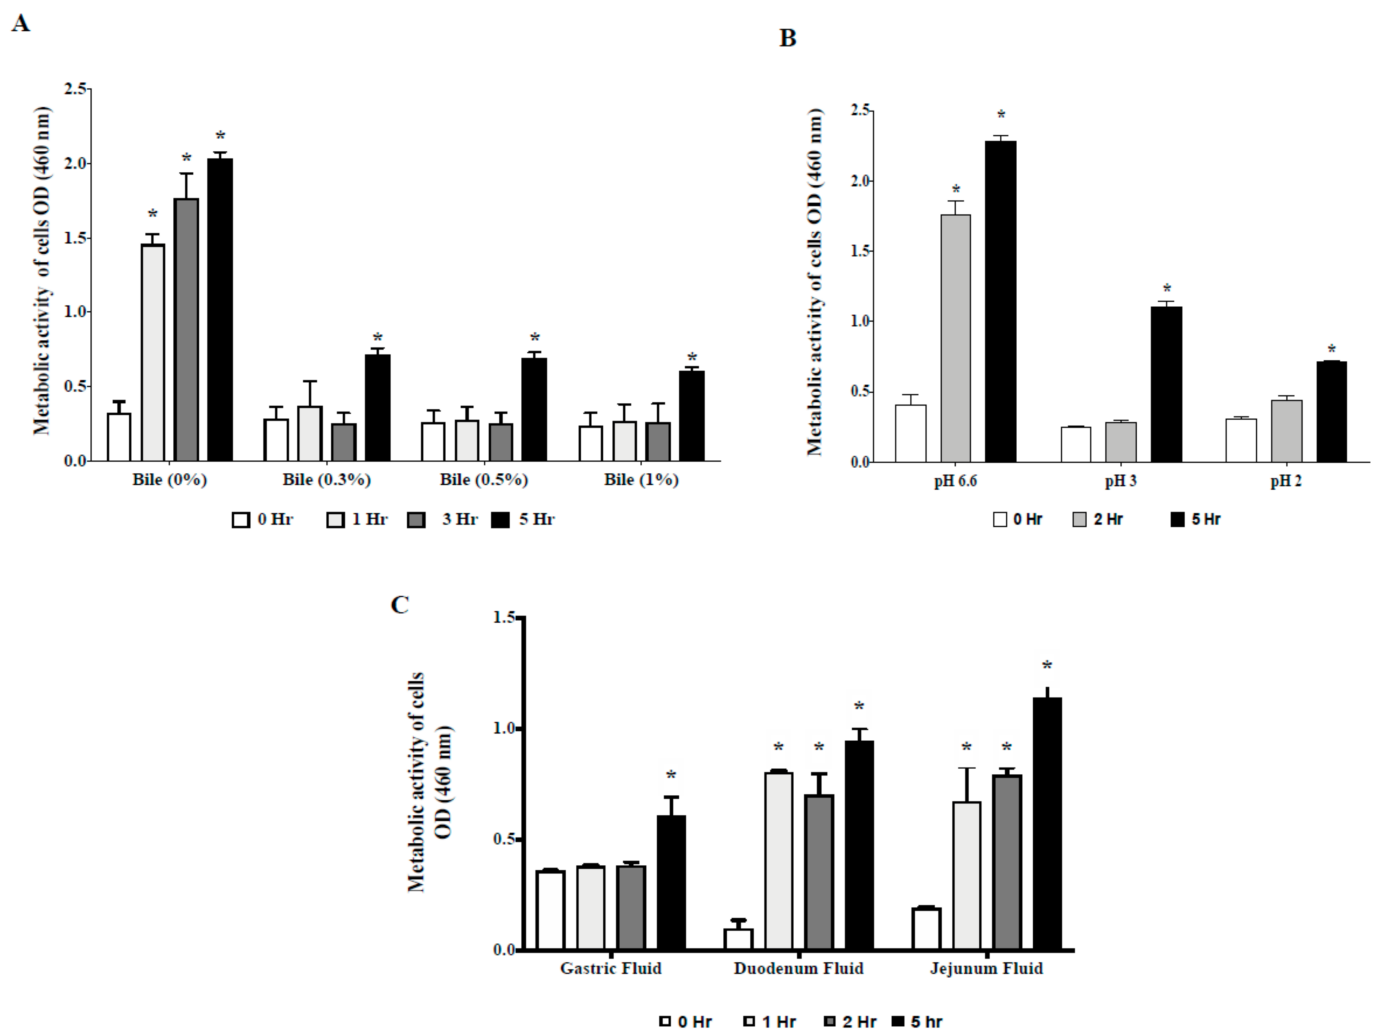 A
Metabolic activity of cells OD (460 nm)
2.5
2.0
1.5
1.0
0.5
0.0
* * *
*
*
*
Bile (0%) Bile (0.3%) Bile (0.5%) Bile (1%)
0 Hr 1 Hr 3 Hr 5 Hr
B
Metabolic activity of cells OD (460 nm)
2.5
2.0
1.5
1.0
0.5
0.0
* *
*
*
pH 6.6 pH 3 pH 2
0 Hr 2 Hr 5 Hr
C
Metabolic activity of cells
OD (460 nm)
1.5
1.0
0.5
0.0
*
* * *
* * *
Gastric Fluid Duodenum Fluid Jejunum Fluid
0 Hr 1 Hr 2 Hr 5 hr